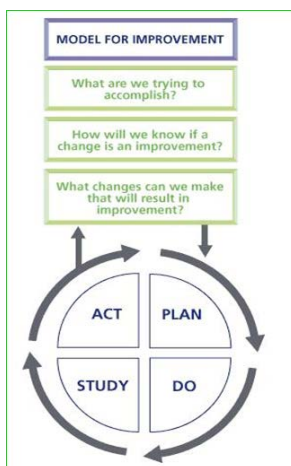 MODEL FOR IMPROVEMENT
What are we trying to
accomplish?
How will we know if a
change is an improvement?
What changes can we make
that will result in
improvement?
ACT
PLAN
STUDY
DO